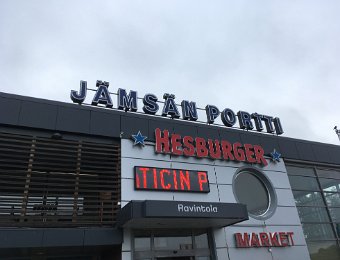 JÄMSÄN PORTTI
HESBURGER
TICIN P
Ravintola
MARKET